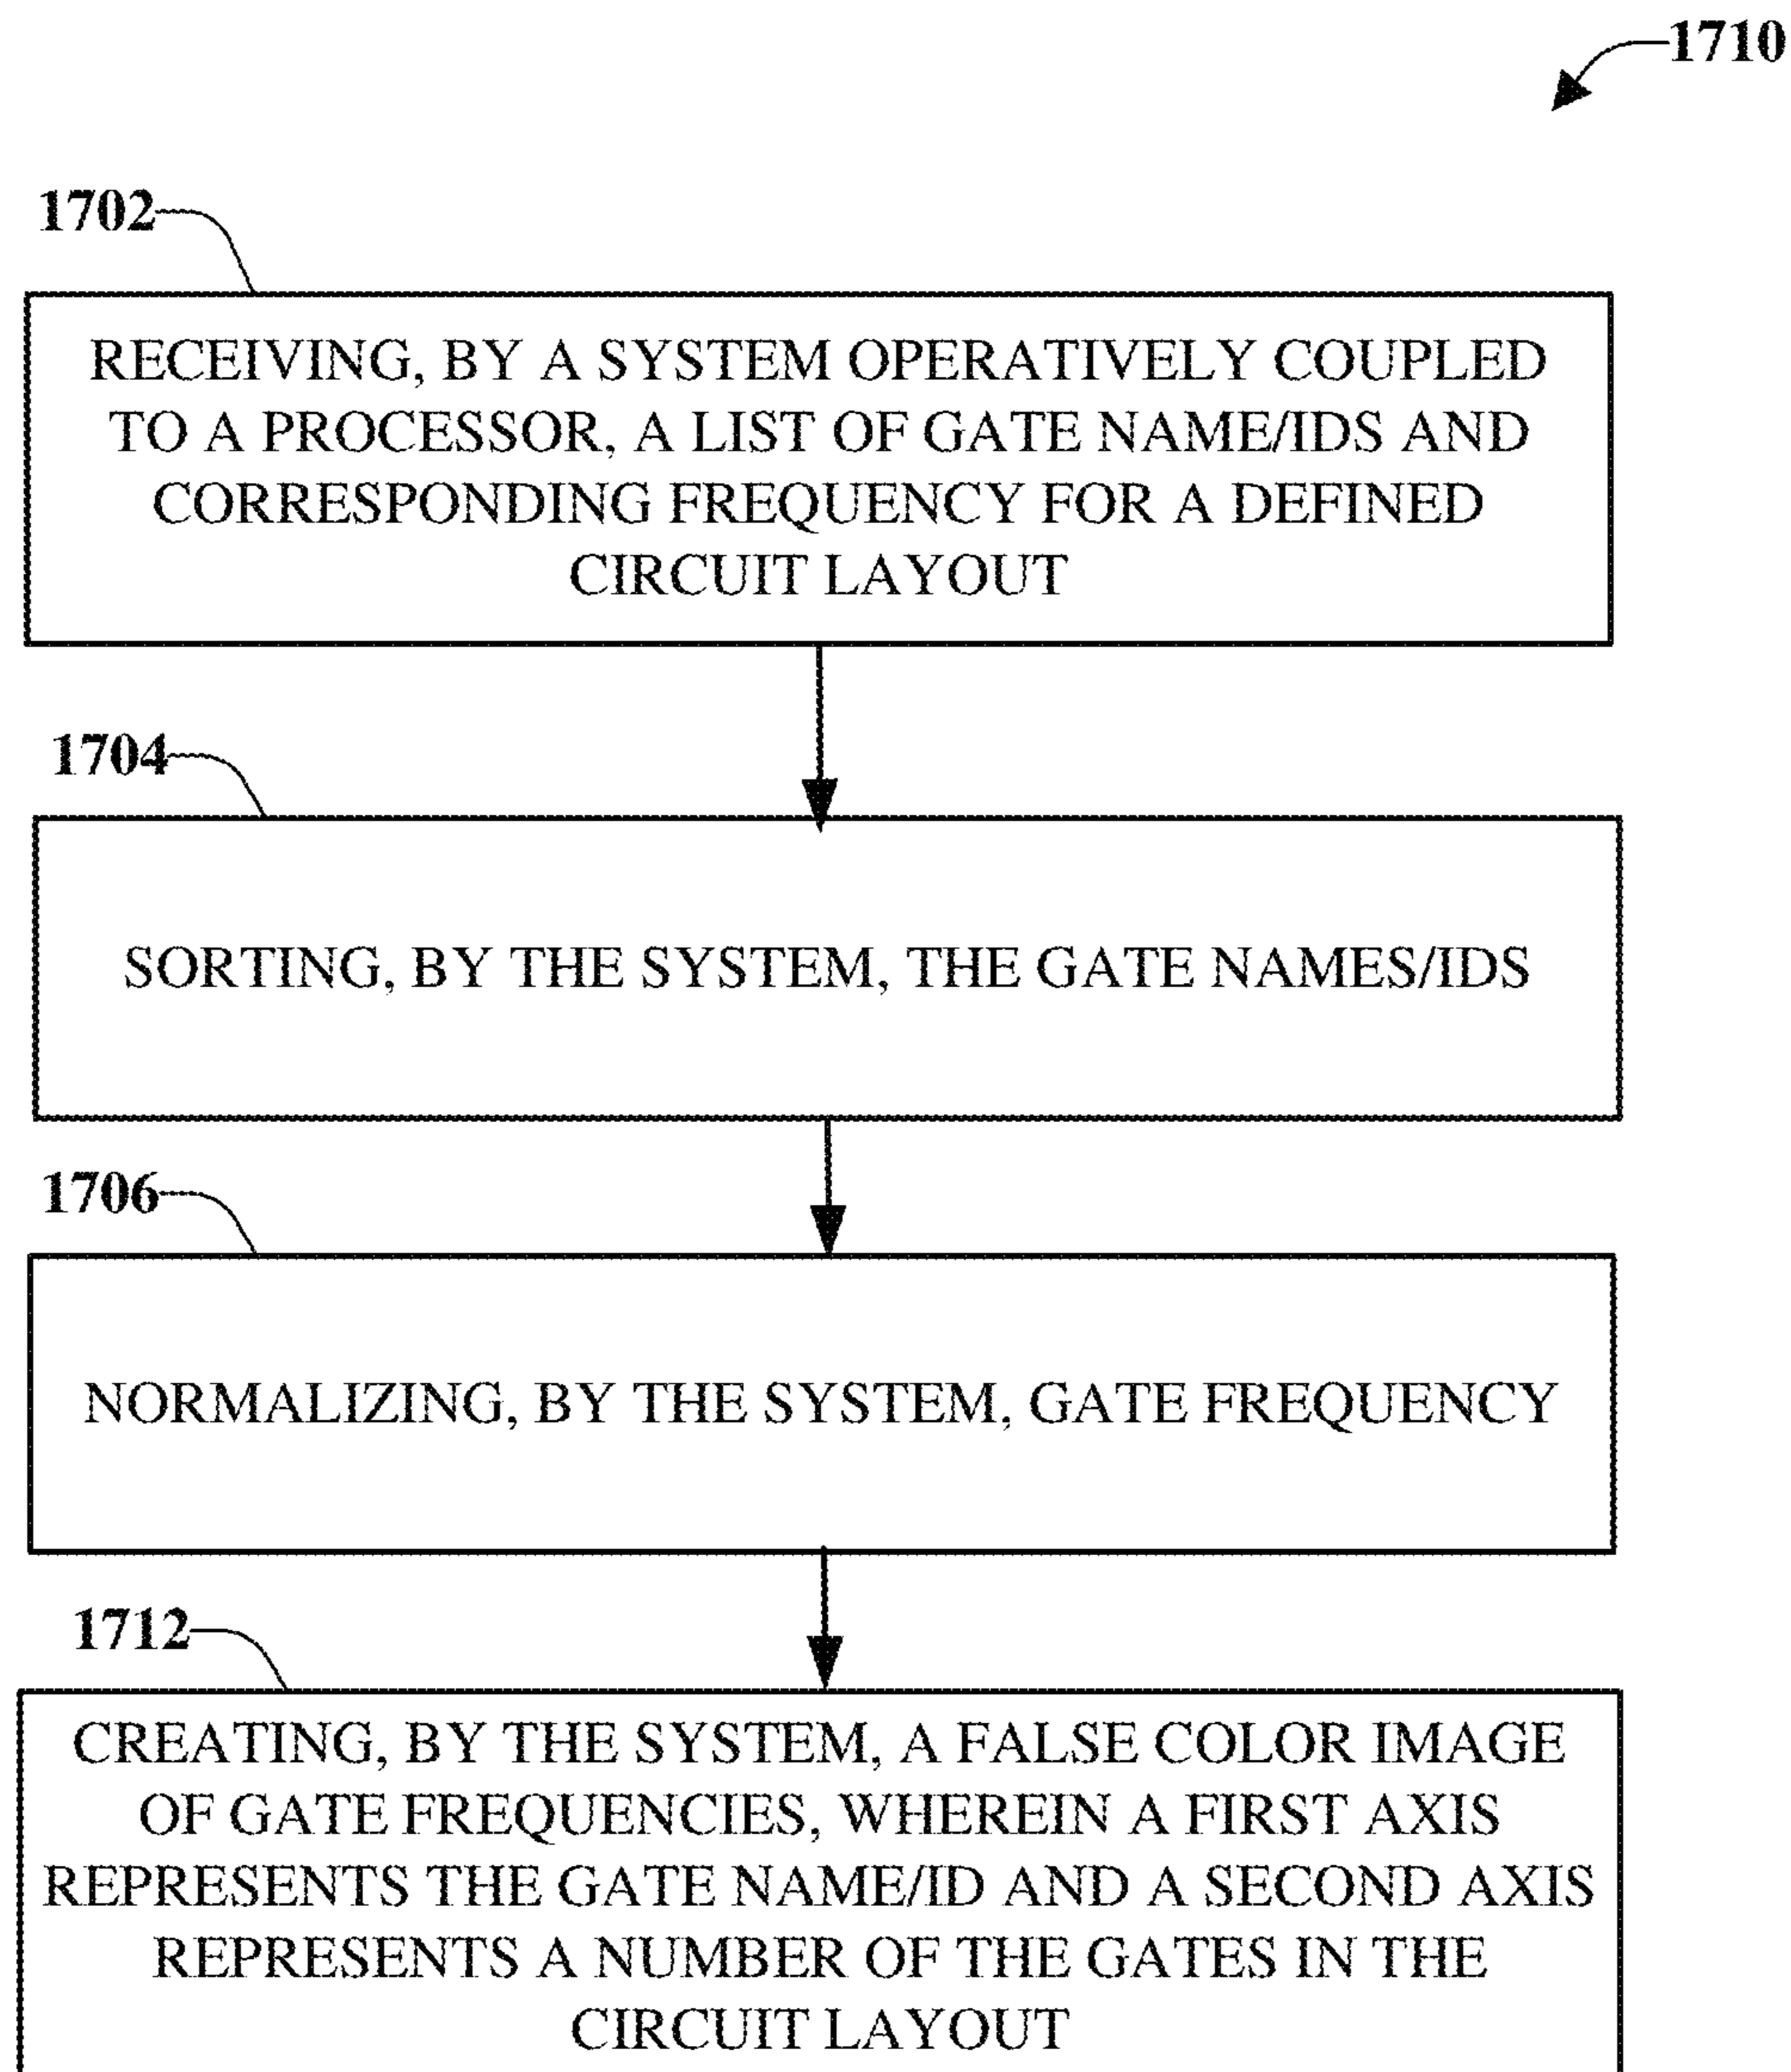 1710
1702
RECEIVING, BY A SYSTEM OPERATIVELY COUPLED
TO A PROCESSOR, A LIST OF GATE NAME/IDS AND
CORRESPONDING FREQUENCY FOR A DEFINED
CIRCUIT LAYOUT
1704
SORTING, BY THE SYSTEM, THE GATE NAMES/IDS
1706
NORMALIZING, BY THE SYSTEM, GATE FREQUENCY
1712
CREATING, BY THE SYSTEM, A FALSE COLOR IMAGE
OF GATE FREQUENCIES, WHEREIN A FIRST AXIS
REPRESENTS THE GATE NAME/ID AND A SECOND AXIS
REPRESENTS A NUMBER OF THE GATES IN THE
CIRCUIT LAYOUT